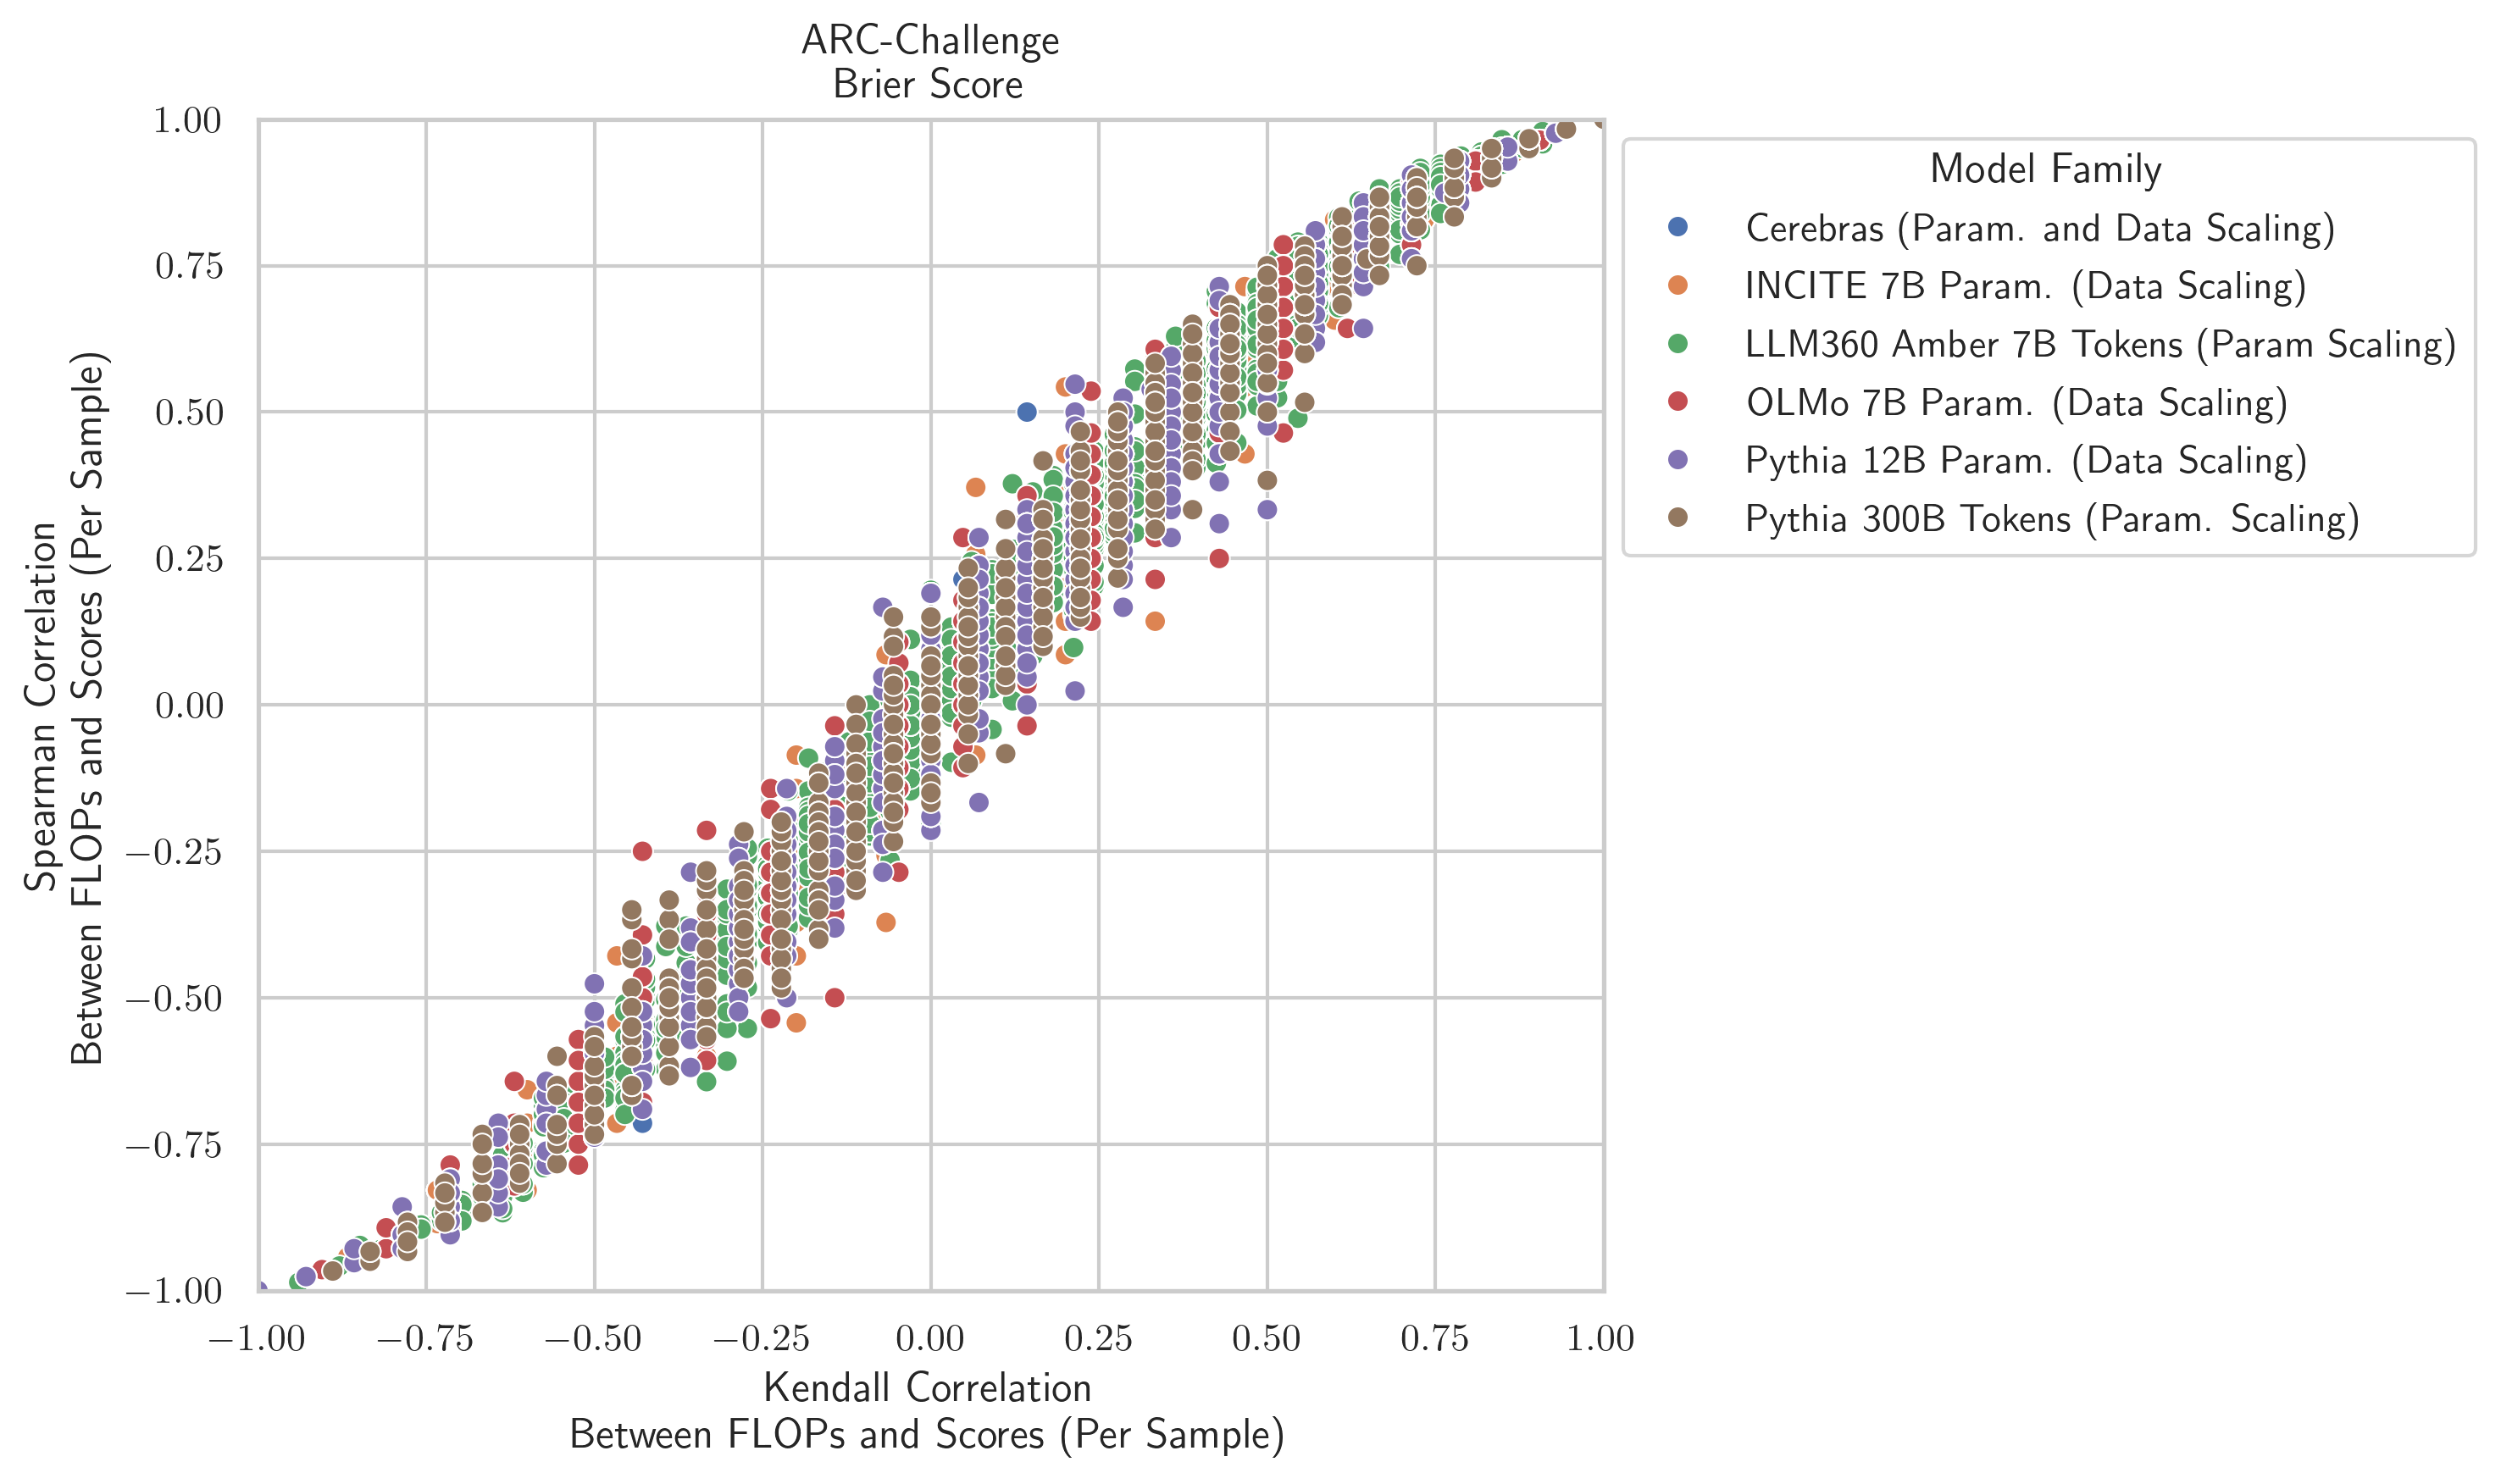 ARC-Challenge
Brier Score
1.00
0.75
0.50
0.25
0.00
−0.25
−0.50
−0.75
−1.00
Spearman Correlation
Between FLOPs and Scores (Per Sample)
−1.00
−0.75
−0.50
−0.25
0.00
0.25
0.50
0.75
1.00
Kendall Correlation
Between FLOPs and Scores (Per Sample)
Model Family
Cerebras (Param. and Data Scaling)
INCITE 7B Param. (Data Scaling)
LLM360 Amber 7B Tokens (Param Scaling)
OLMo 7B Param. (Data Scaling)
Pythia 12B Param. (Data Scaling)
Pythia 300B Tokens (Param. Scaling)